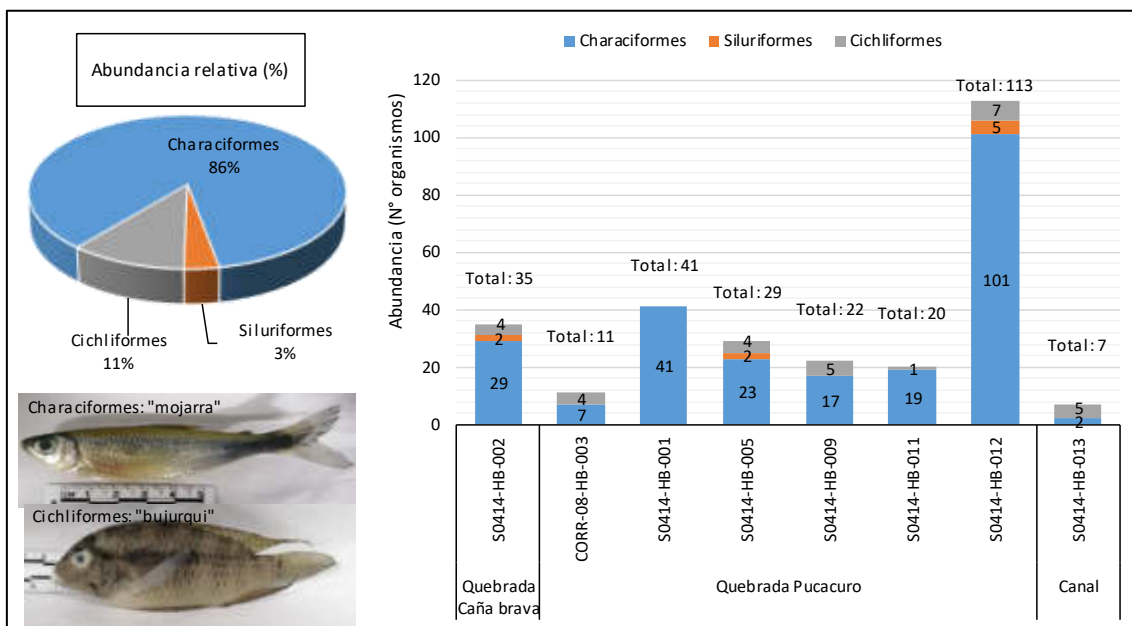 Abundancia relativa (%)
Characiformes
86%
Cichliformes
11%
Siluriformes
3%
Characiformes: "mojarra"
Cichliformes: "bujurqui"
Characiformes Siluriformes Cichliformes
Abundancia (N° organismos)
120
100
80
60
40
20
0
Total: 35
4
2
29
Total: 11
4
7
Total: 41
41
Total: 29
4
2
23
Total: 22
5
17
Total: 20
1
19
Total: 113
7
5
101
Total: 7
5
2
S0414-HB-002
CORR-08-HB-003
S0414-HB-001
S0414-HB-005
S0414-HB-009
S0414-HB-011
S0414-HB-012
S0414-HB-013
Quebrada
Caña brava
Quebrada Pucacuro
Canal